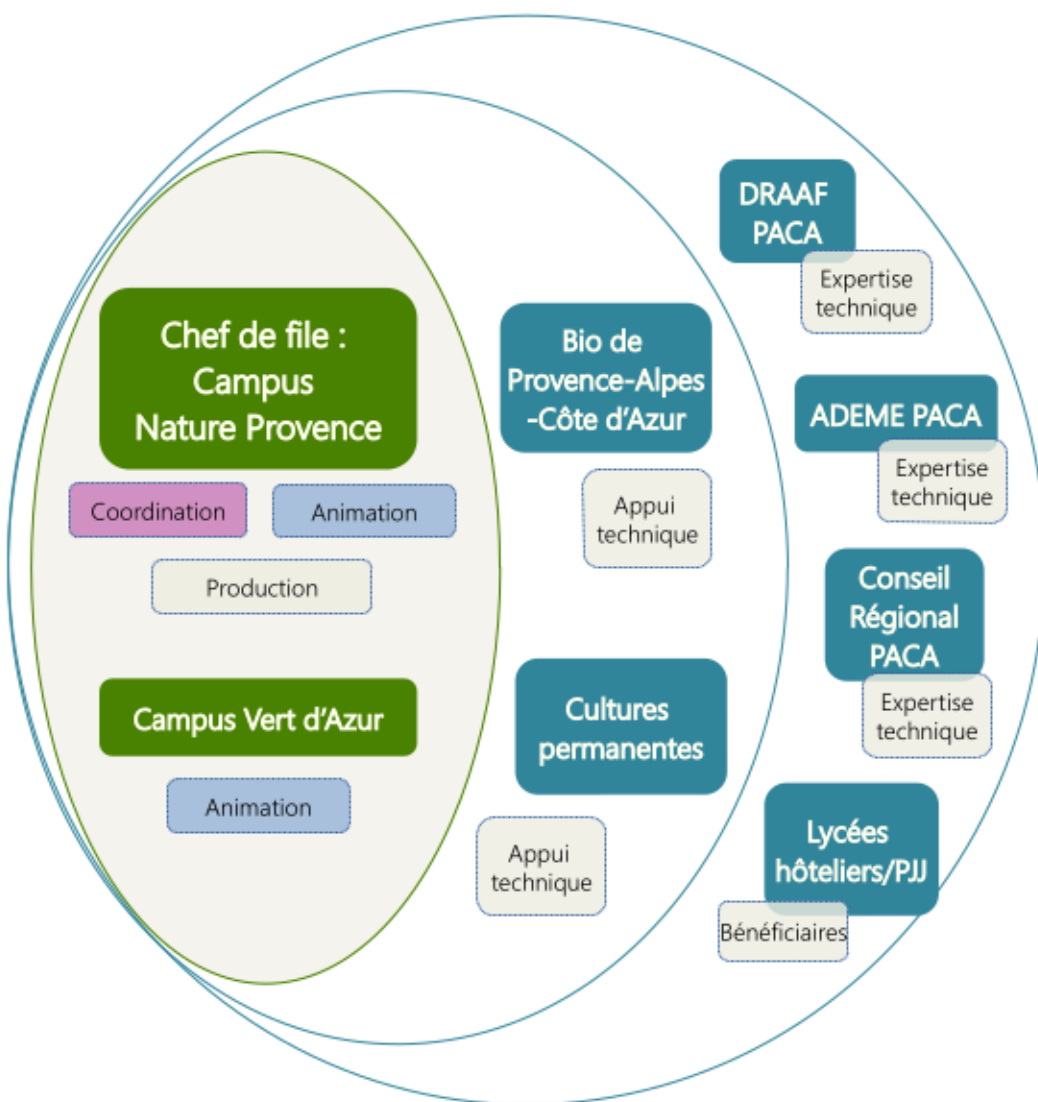 Chef de file :
Campus
Nature Provence
Coordination
Animation
Production
Campus Vert d'Azur
Animation
Bio de
Provence-Alpes
-Côte d'Azur
Appui
technique
Cultures
permanentes
Appui
technique
DRAAF
PACA
Expertise
technique
ADEME PACA
Expertise
technique
Conseil
Régional
PACA
Expertise
technique
Lycées
hôteliers/PJJ
Bénéficiaires